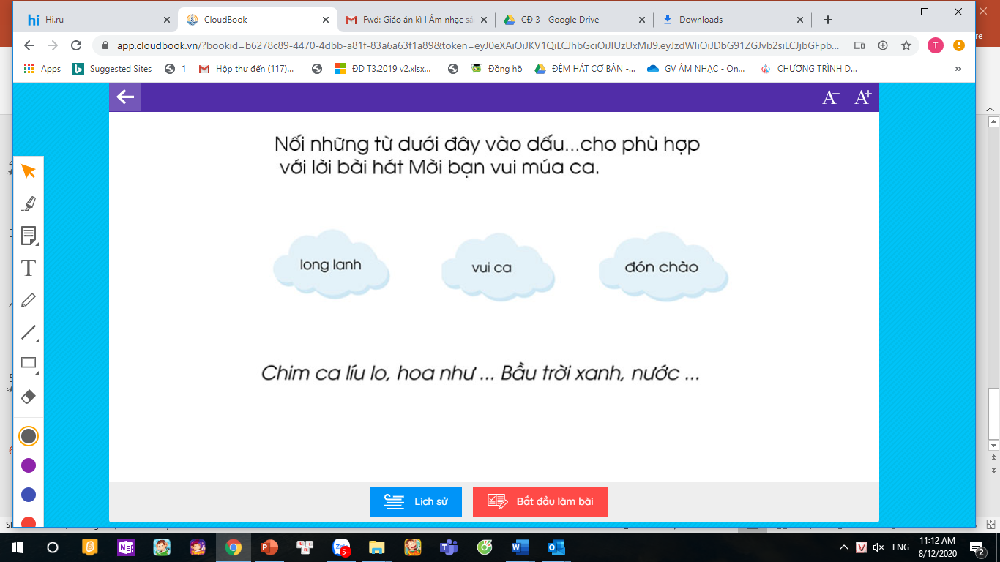 Hi.ru
CloudBook
Fwd: Giáo án kì I Âm nhạc sá
CĐ 3 - Google Drive
Downloads
app.cloudbook.vn/?bookid=b6278c89-4470-4dbb-a81f-83a6a63f1a89&token=eyJ0eXAiOiJKV1QiLCJhbGciOiJIUzUxMiJ9.eyJzdWIiOiJDbG91ZGJvb2siLCJjbGFpb...
T
Apps
Suggested Sites
1
Hộp thư đến (117)...
ĐD T3.2019 v2.xlsx...
Đồng hồ
ĐỆM HÁT CƠ BẢN -...
GV ÂM NHẠC - On...
CHƯƠNG TRÌNH D...
A- A+
Nối những từ dưới đây vào dấu...cho phù hợp
với lời bài hát Mời bạn vui múa ca.
long lanh
vui ca
đón chào
Chim ca líu lo, hoa như ... Bầu trời xanh, nước ...
Lịch sử
Bắt đầu làm bài
ENG
11:12 AM
8/12/2020